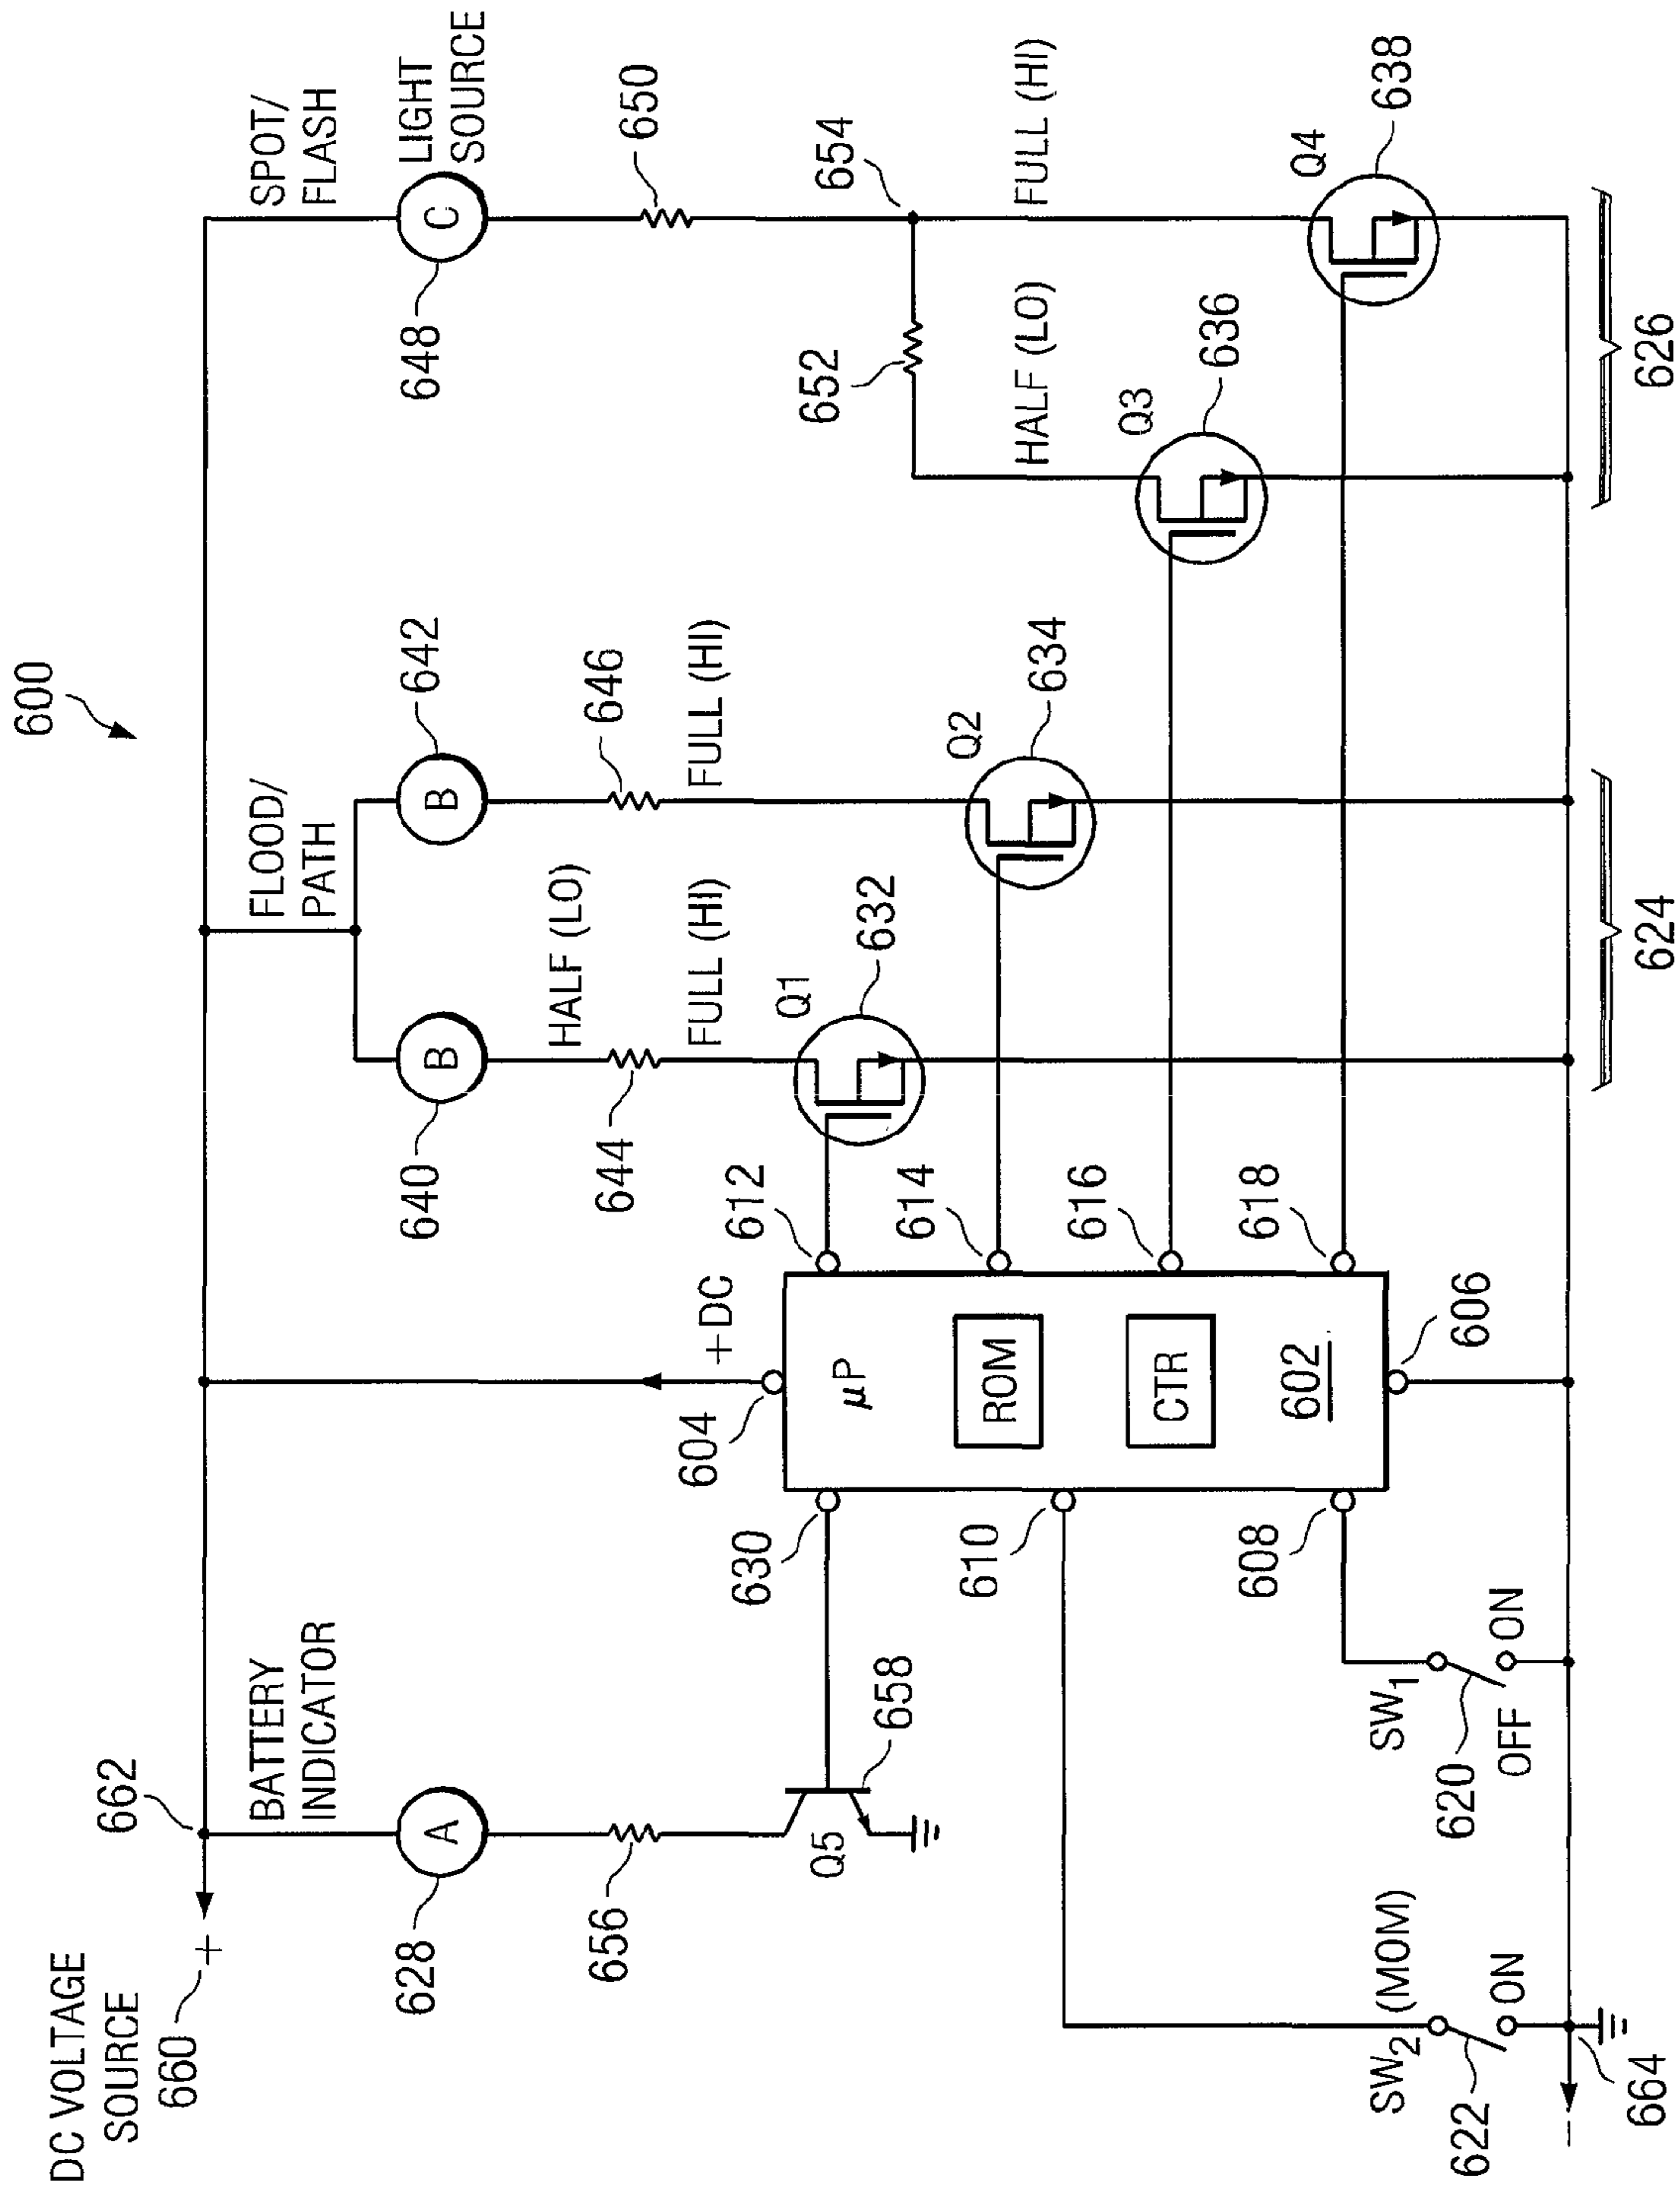 600
DC VOLTAGE
SOURCE
660
+
662
BATTERY
INDICATOR
A
628
656
Q5
658
630
604
+DC
µP
ROM
CTR
602
606
610
608
612
614
616
618
FLOOD/
PATH
B
640
B
642
HALF (LO)
644
FULL (HI)
646
FULL (HI)
Q1
632
Q2
634
SPOT/
FLASH
C
LIGHT
SOURCE
648
650
652
654
HALF (LO)
FULL (HI)
Q3
636
Q4
638
SW2 (MOM)
622
ON
SW1
620
OFF
ON
664
–
624
626